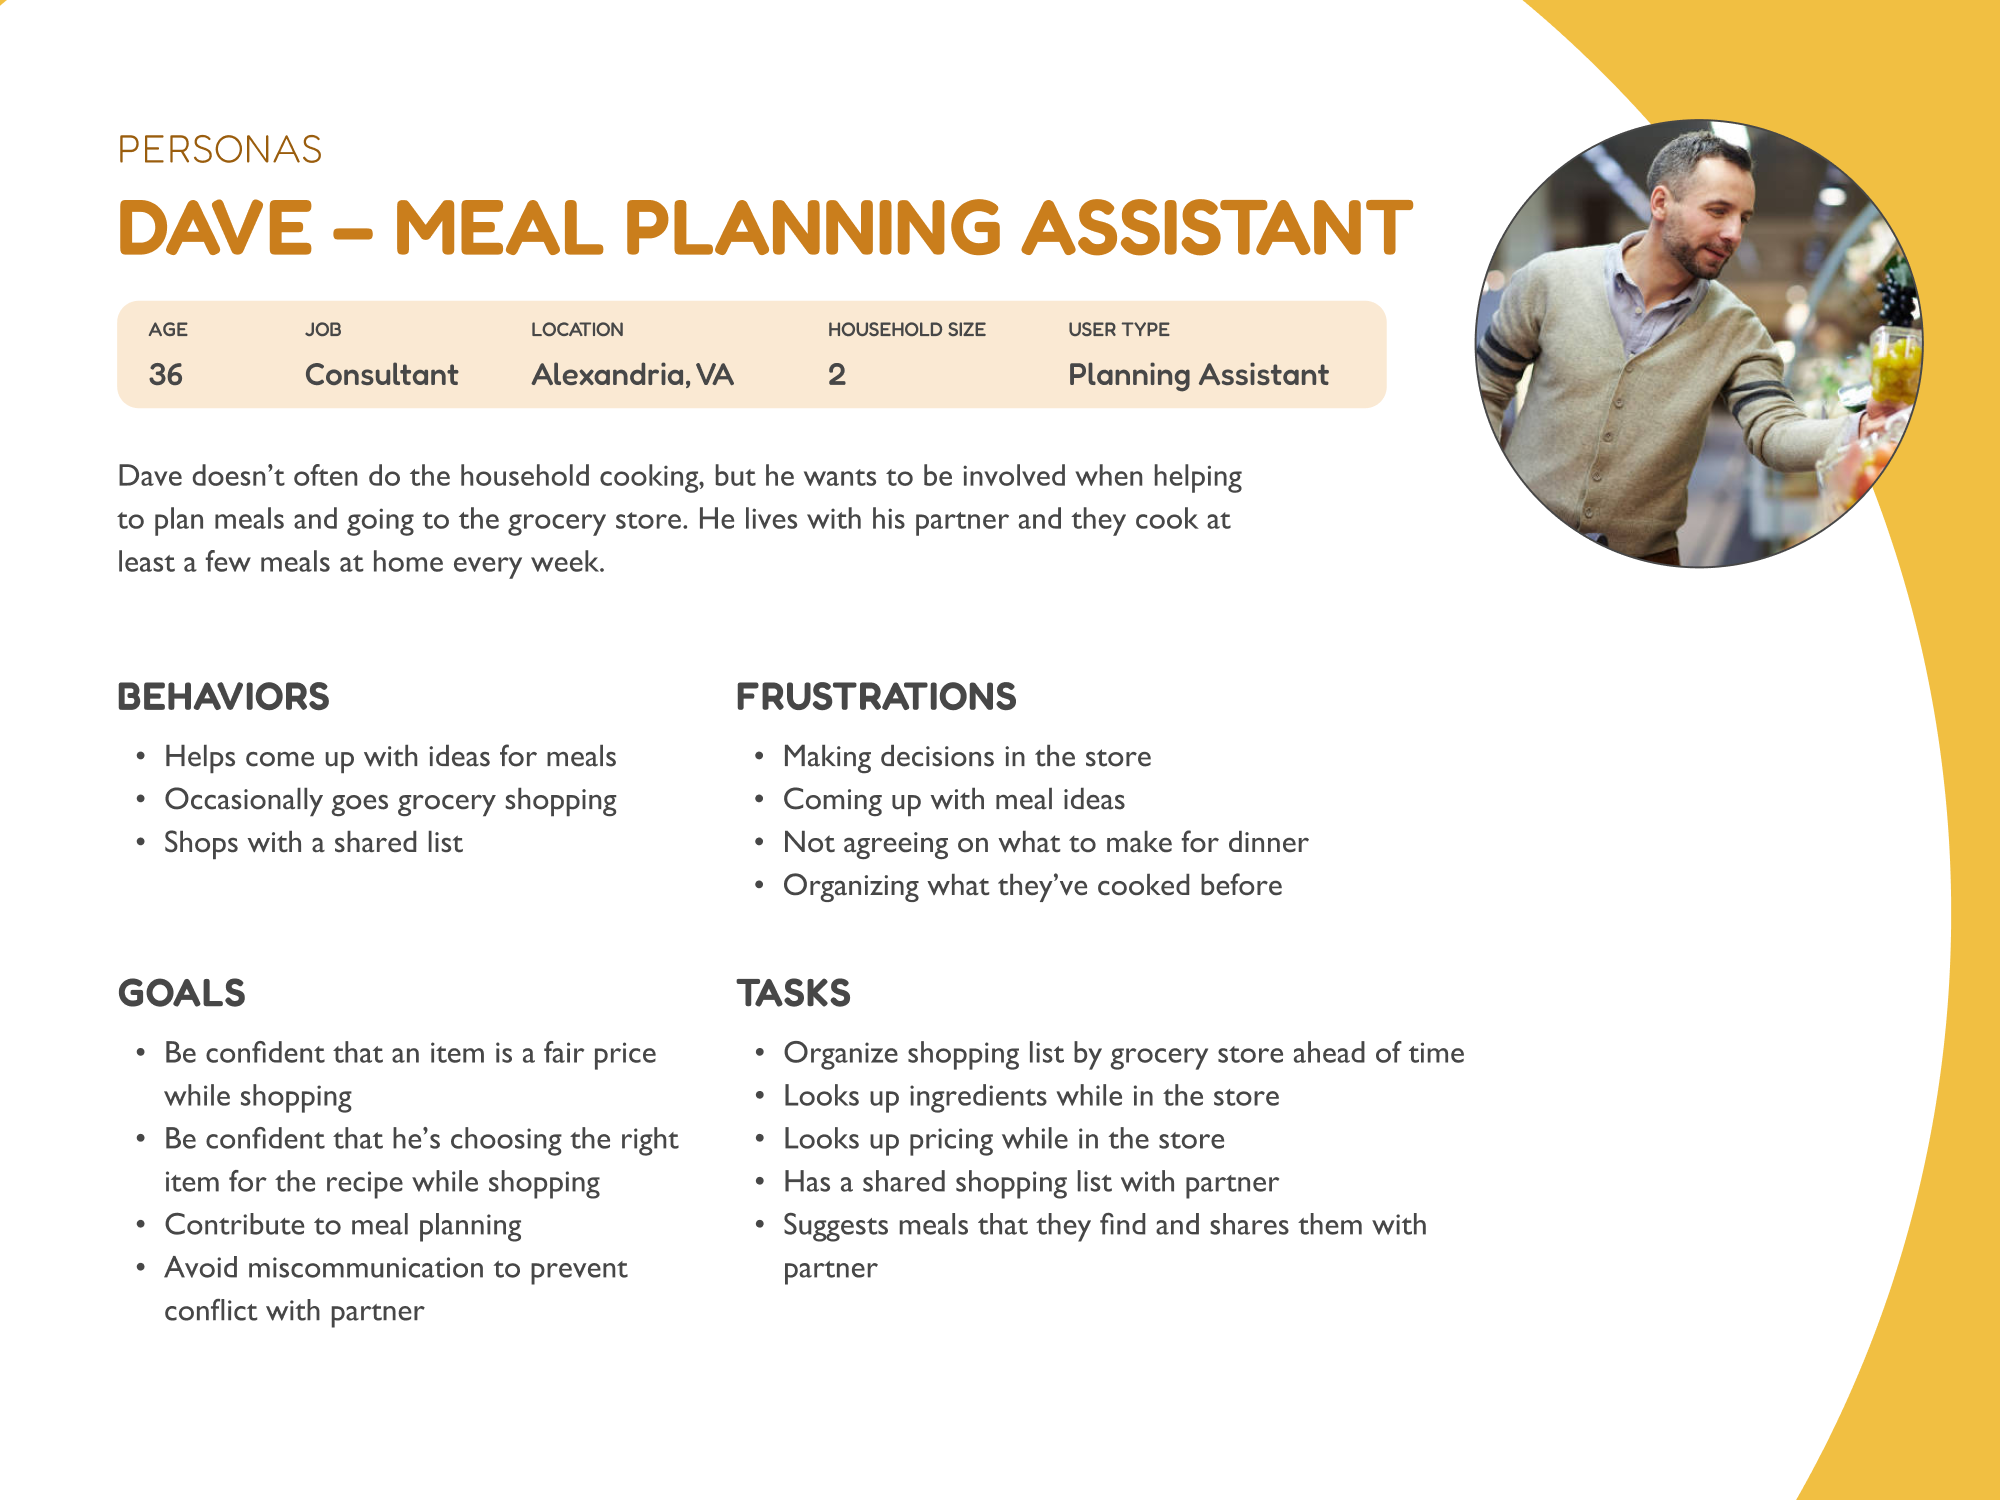 PERSONAS
DAVE – MEAL PLANNING ASSISTANT
AGE JOB LOCATION HOUSEHOLD SIZE USER TYPE
36 Consultant Alexandria, VA 2 Planning Assistant
Dave doesn’t often do the household cooking, but he wants to be involved when helping
to plan meals and going to the grocery store. He lives with his partner and they cook at
least a few meals at home every week.
BEHAVIORS
• Helps come up with ideas for meals
• Occasionally goes grocery shopping
• Shops with a shared list
FRUSTRATIONS
• Making decisions in the store
• Coming up with meal ideas
• Not agreeing on what to make for dinner
• Organizing what they’ve cooked before
GOALS
• Be confident that an item is a fair price
while shopping
• Be confident that he’s choosing the right
item for the recipe while shopping
• Contribute to meal planning
• Avoid miscommunication to prevent
conflict with partner
TASKS
• Organize shopping list by grocery store ahead of time
• Looks up ingredients while in the store
• Looks up pricing while in the store
• Has a shared shopping list with partner
• Suggests meals that they find and shares them with
partner